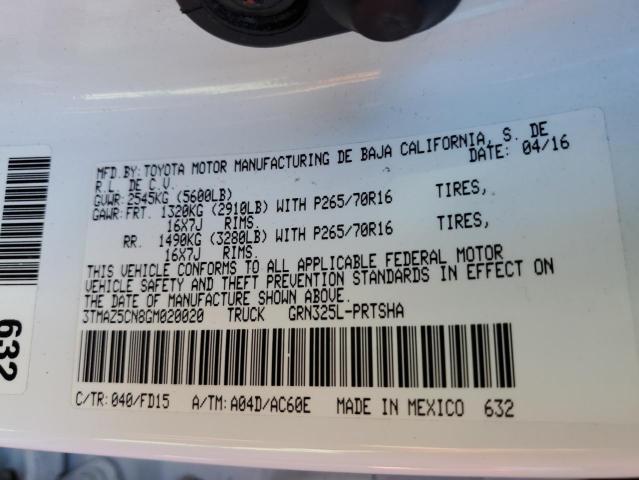 MFD.BY:TOYOTA MOTOR MANUFACTURING DE BAJA CALIFORNIA, S. DE
R.L. DE C.V. DATE: 04/16
GVWR:2545KG (5600LB)
GAWR:FRT. 1320KG (2910LB) WITH P265/70R16 TIRES,
16X7J RIMS.
RR. 1490KG (3280LB) WITH P265/70R16 TIRES,
16X7J RIMS.
THIS VEHICLE CONFORMS TO ALL APPLICABLE FEDERAL MOTOR
VEHICLE SAFETY AND THEFT PREVENTION STANDARDS IN EFFECT ON
THE DATE OF MANUFACTURE SHOWN ABOVE.
3TMAZ5CN8GM020020 TRUCK GRN325L-PRTSHA
C/TR: 040/FD15 A/TM: A04D/AC60E MADE IN MEXICO 632
632